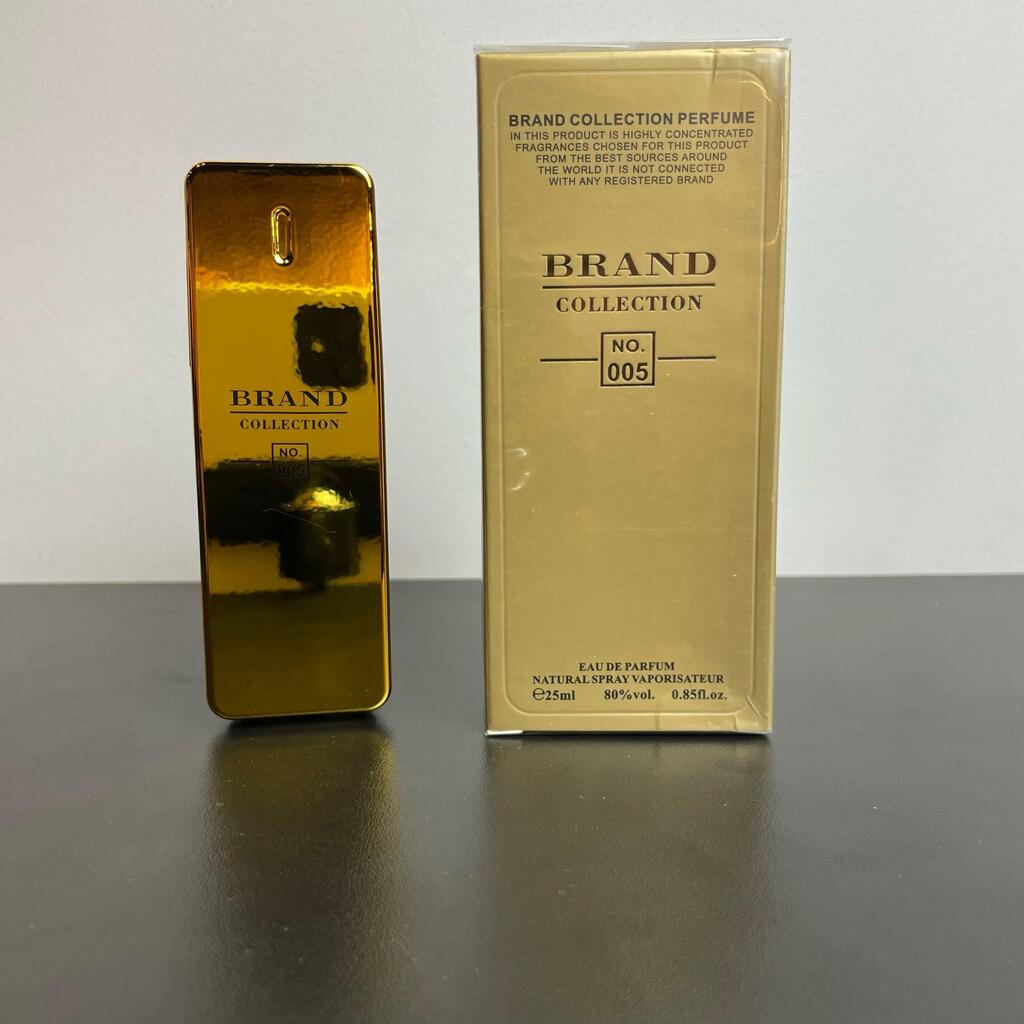 BRAND COLLECTION PERFUME
IN THIS PRODUCT IS HIGHLY CONCENTRATED
FRAGRANCES CHOSEN FOR THIS PRODUCT
FROM THE BEST SOURCES AROUND
THE WORLD IT IS NOT CONNECTED
WITH ANY REGISTERED BRAND
BRAND
COLLECTION
NO.
005
EAU DE PARFUM
NATURAL SPRAY VAPORISATEUR
℮25ml 80%vol. 0.85fl.oz.
BRAND
COLLECTION
NO.
005